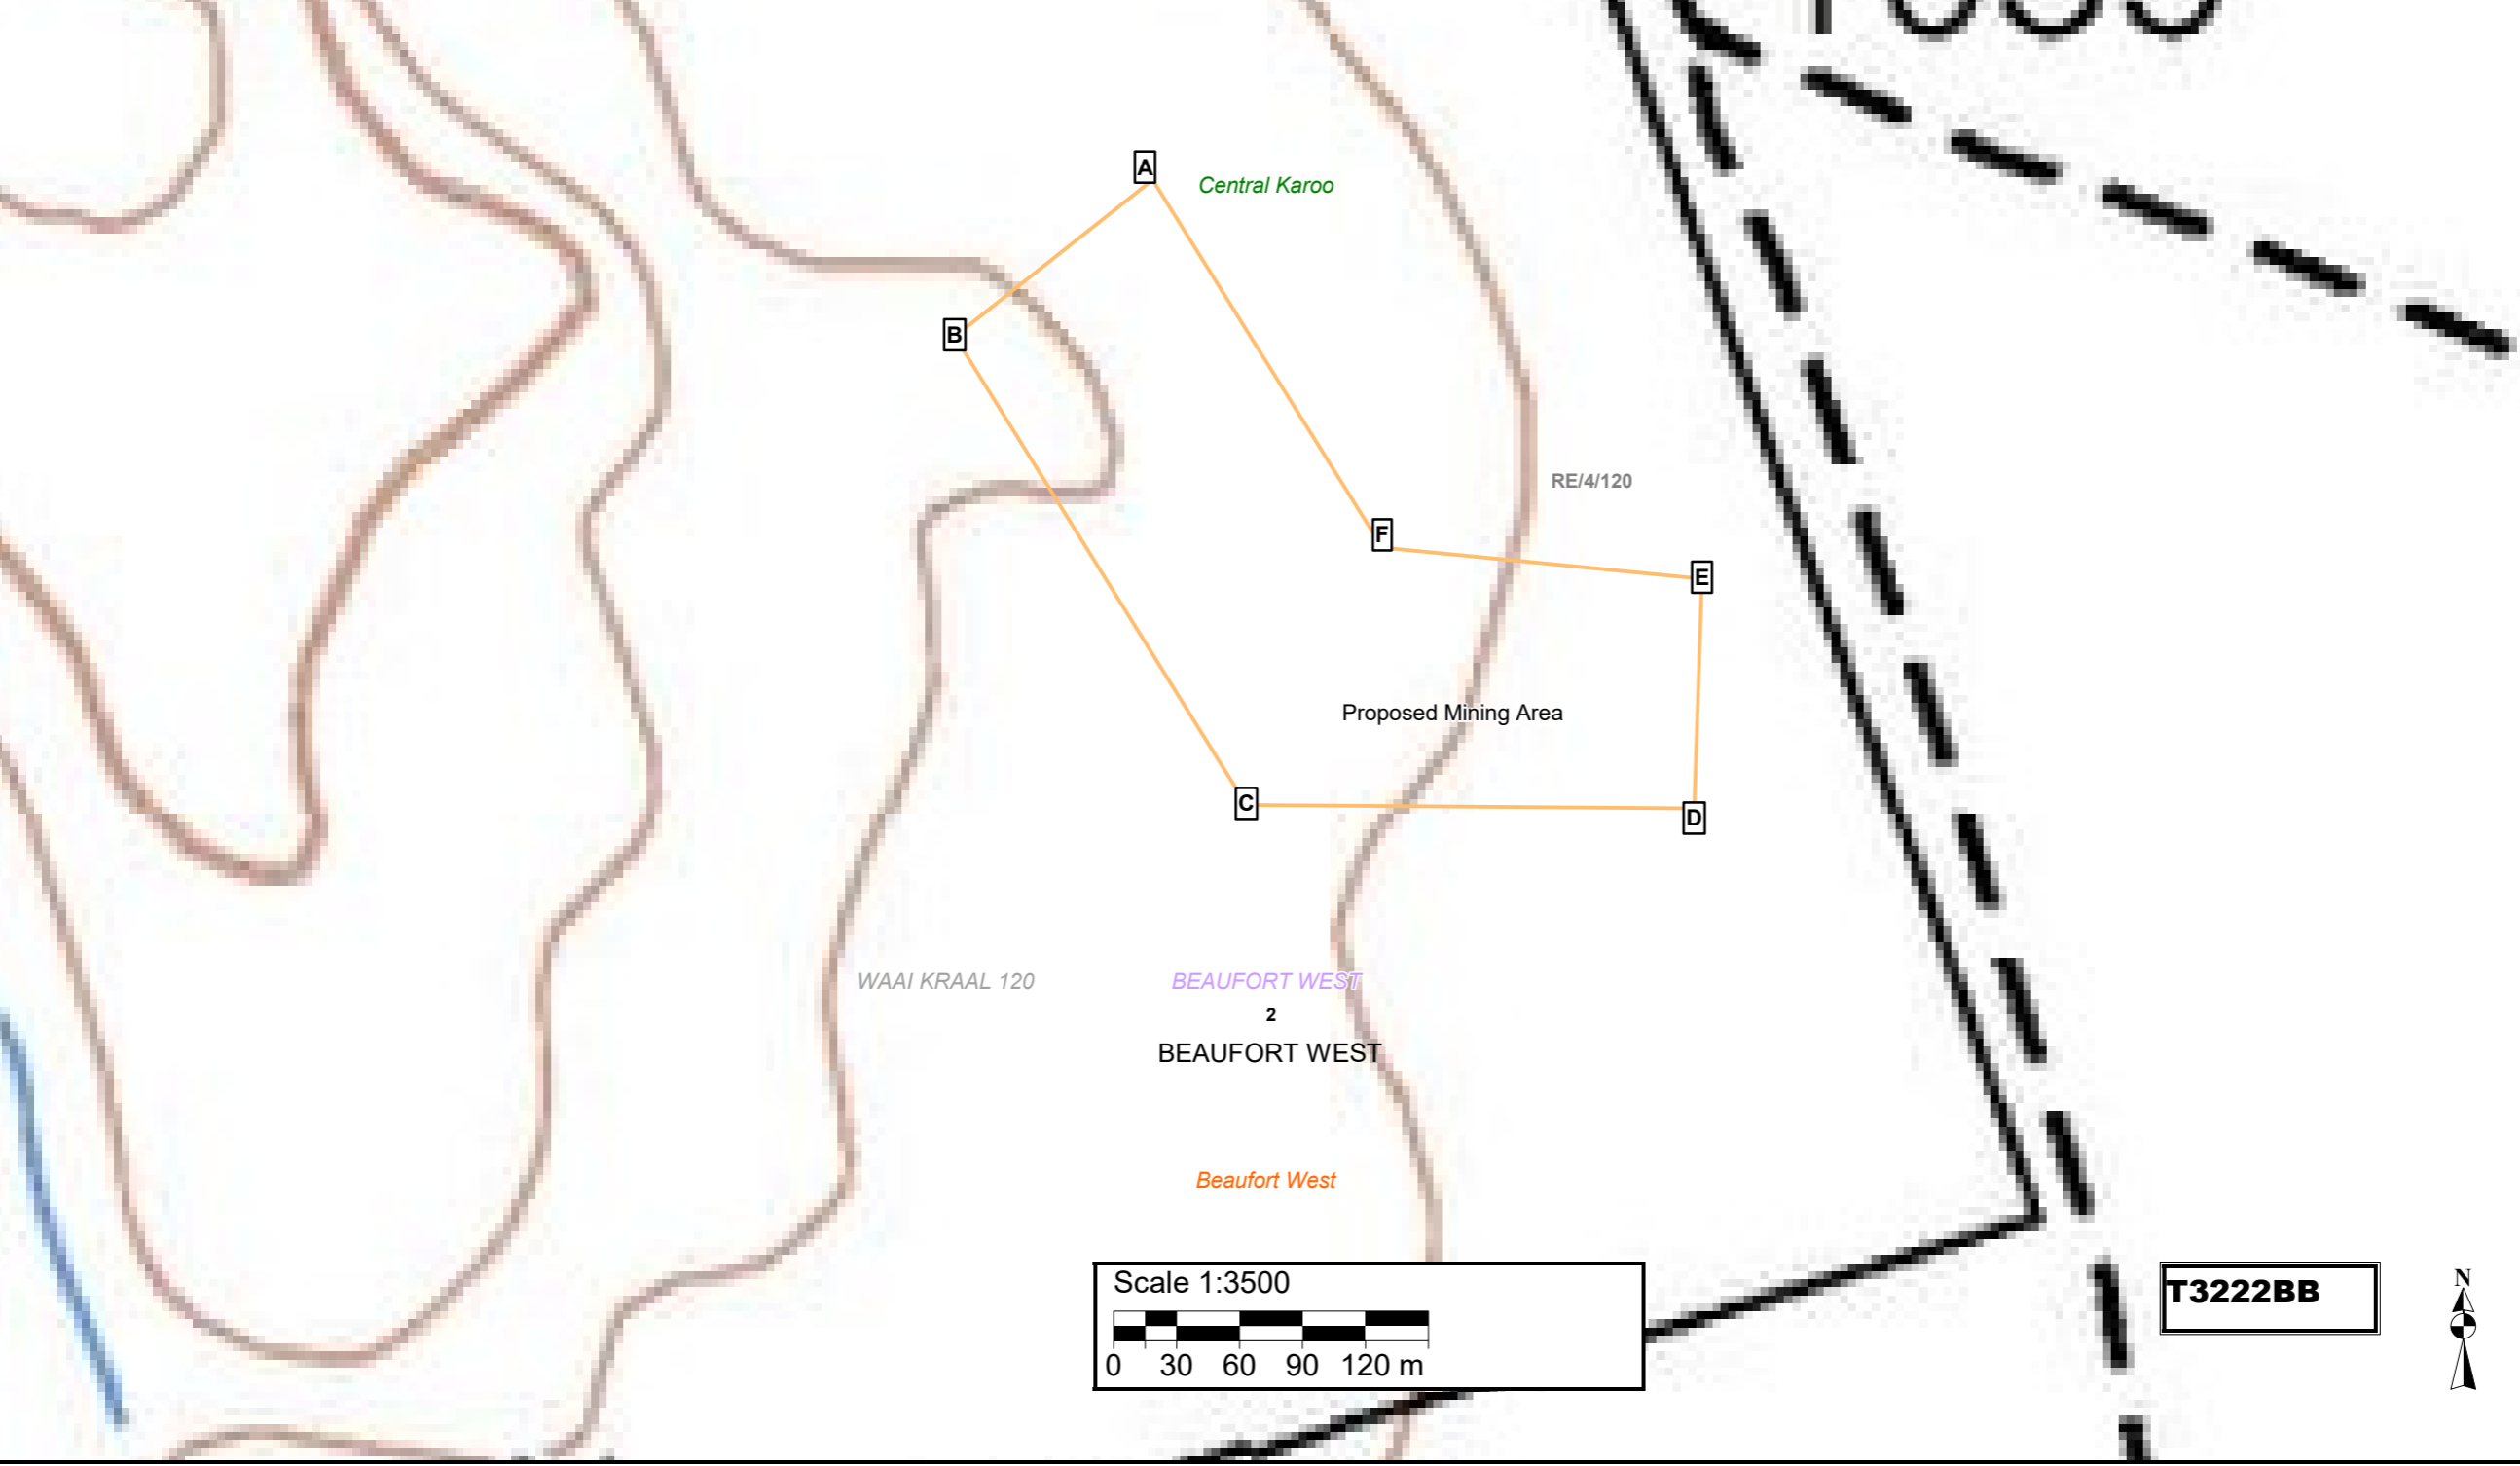 A
Central Karoo
B
RE/4/120
F
E
Proposed Mining Area
C
D
WAAI KRAAL 120
BEAUFORT WEST
2
BEAUFORT WEST
Beaufort West
Scale 1:3500
0 30 60 90 120 m
T3222BB
N